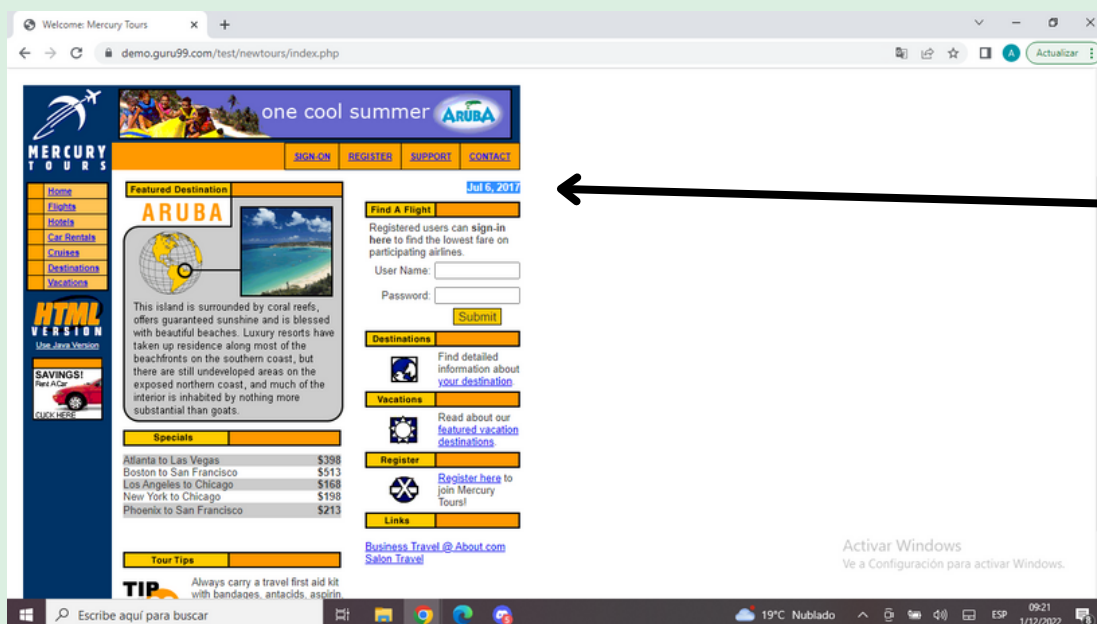 Welcome: Mercury Tours
demo.guru99.com/test/newtours/index.php
A
Actualizar
one cool summer
ARUBA
MERCURY
TOURS
SIGN-ON
REGISTER
SUPPORT
CONTACT
Home
Flights
Hotels
Car Rentals
Cruises
Destinations
Vacations
HTML
VERSION
Use Java Version
SAVINGS!
Rent A Car
CLICK HERE
Featured Destination
ARUBA
This island is surrounded by coral reefs,
offers guaranteed sunshine and is blessed
with beautiful beaches. Luxury resorts have
taken up residence along most of the
beachfronts on the southern coast, but
there are still undeveloped areas on the
exposed northern coast, and much of the
interior is inhabited by nothing more
substantial than goats.
Specials
Atlanta to Las Vegas $398
Boston to San Francisco $513
Los Angeles to Chicago $168
New York to Chicago $198
Phoenix to San Francisco $213
Tour Tips
TIP
Always carry a travel first aid kit
with bandages, antacids, aspirin,
Jul 6, 2017
Find A Flight
Registered users can sign-in
here to find the lowest fare on
participating airlines.
User Name:
Password:
Submit
Destinations
Find detailed
information about
your destination.
Vacations
Read about our
featured vacation
destinations.
Register
Register here to
join Mercury
Tours!
Links
Business Travel @ About.com
Salon Travel
Activar Windows
Ve a Configuración para activar Windows.
Escribe aquí para buscar
19°C Nublado
ESP
09:21
1/12/2022